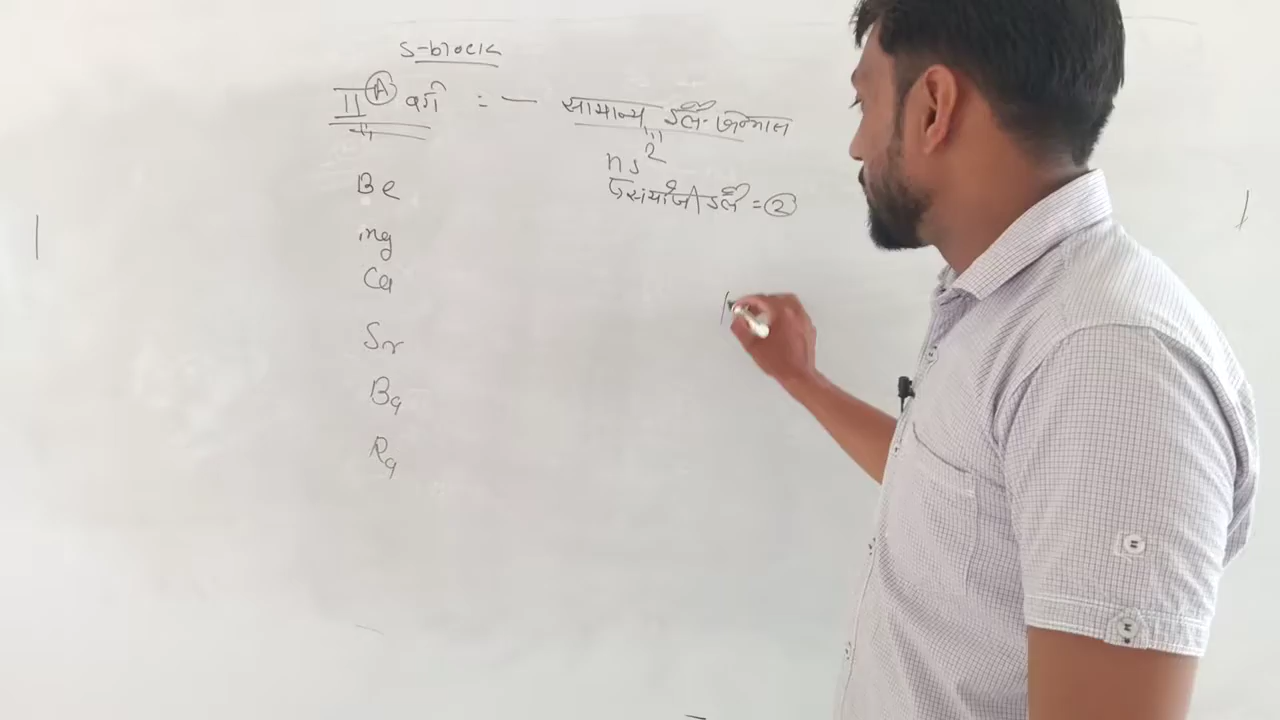 S-block
II A वर्ग := — सामान्य इलै. विन्यास
ns²
संयोजी इलै = 2
Be
Mg
Ca
Sr
Ba
Ra